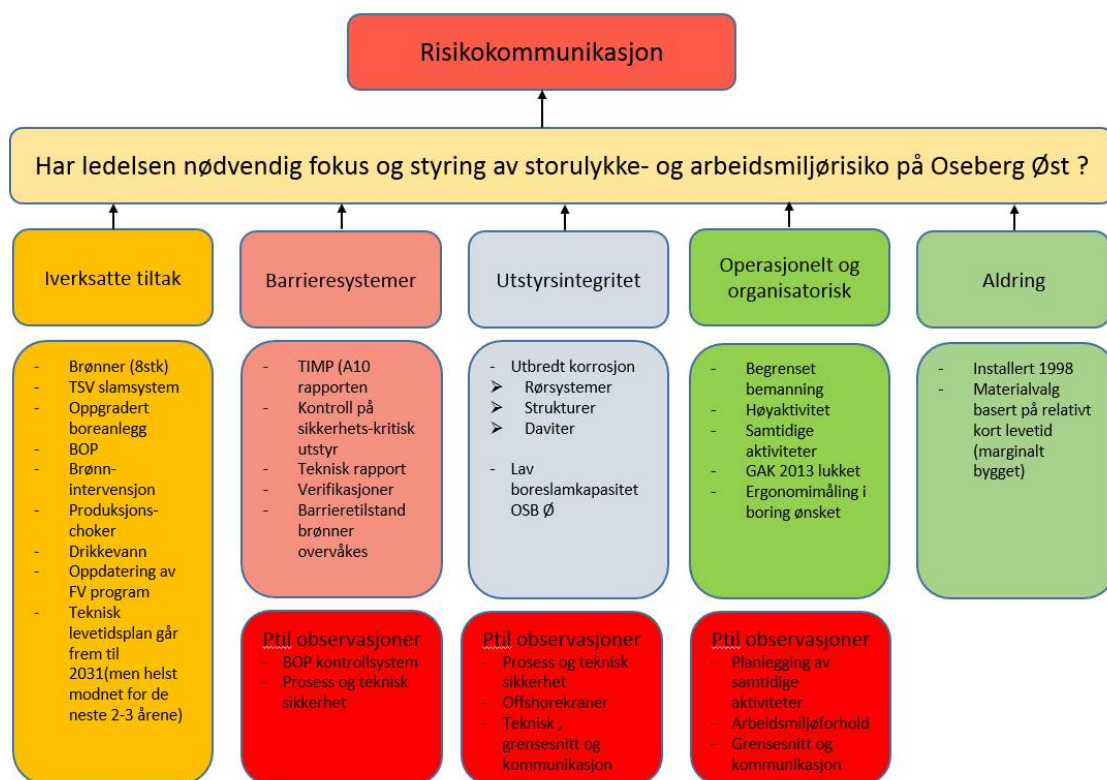 Risikokommunikasjon
Har ledelsen nødvendig fokus og styring av storulykke- og arbeidsmiljørisiko på Oseberg Øst ?
Iverksatte tiltak
- Brønner (8stk)
- TSV slamsystem
- Oppgradert
boreanlegg
- BOP
- Brønn-
intervensjon
- Produksjons-
choker
- Drikkevann
- Oppdatering av
FV program
- Teknisk
levetidsplan går
frem til
2031(men helst
modnet for de
neste 2-3 årene)
Barrieresystemer
- TIMP (A10
rapporten
- Kontroll på
sikkerhets-kritisk
utstyr
- Teknisk rapport
- Verifikasjoner
- Barrieretilstand
brønner
overvåkes
Ptil observasjoner
- BOP kontrollsystem
- Prosess og teknisk
sikkerhet
Utstyrsintegritet
- Utbredt korrosjon
➢ Rørsystemer
➢ Strukturer
➢ Daviter
- Lav
boreslamkapasitet
OSB Ø
Ptil observasjoner
- Prosess og teknisk
sikkerhet
- Offshorekraner
- Teknisk ,
grensesnitt og
kommunikasjon
Operasjonelt og
organisatorisk
- Begrenset
bemanning
- Høyaktivitet
- Samtidige
aktiviteter
- GAK 2013 lukket
- Ergonomimåling i
boring ønsket
Ptil observasjoner
- Planlegging av
samtidige
aktiviteter
- Arbeidsmiljøforhold
- Grensesnitt og
kommunikasjon
Aldring
- Installert 1998
- Materialvalg
basert på relativt
kort levetid
(marginalt
bygget)